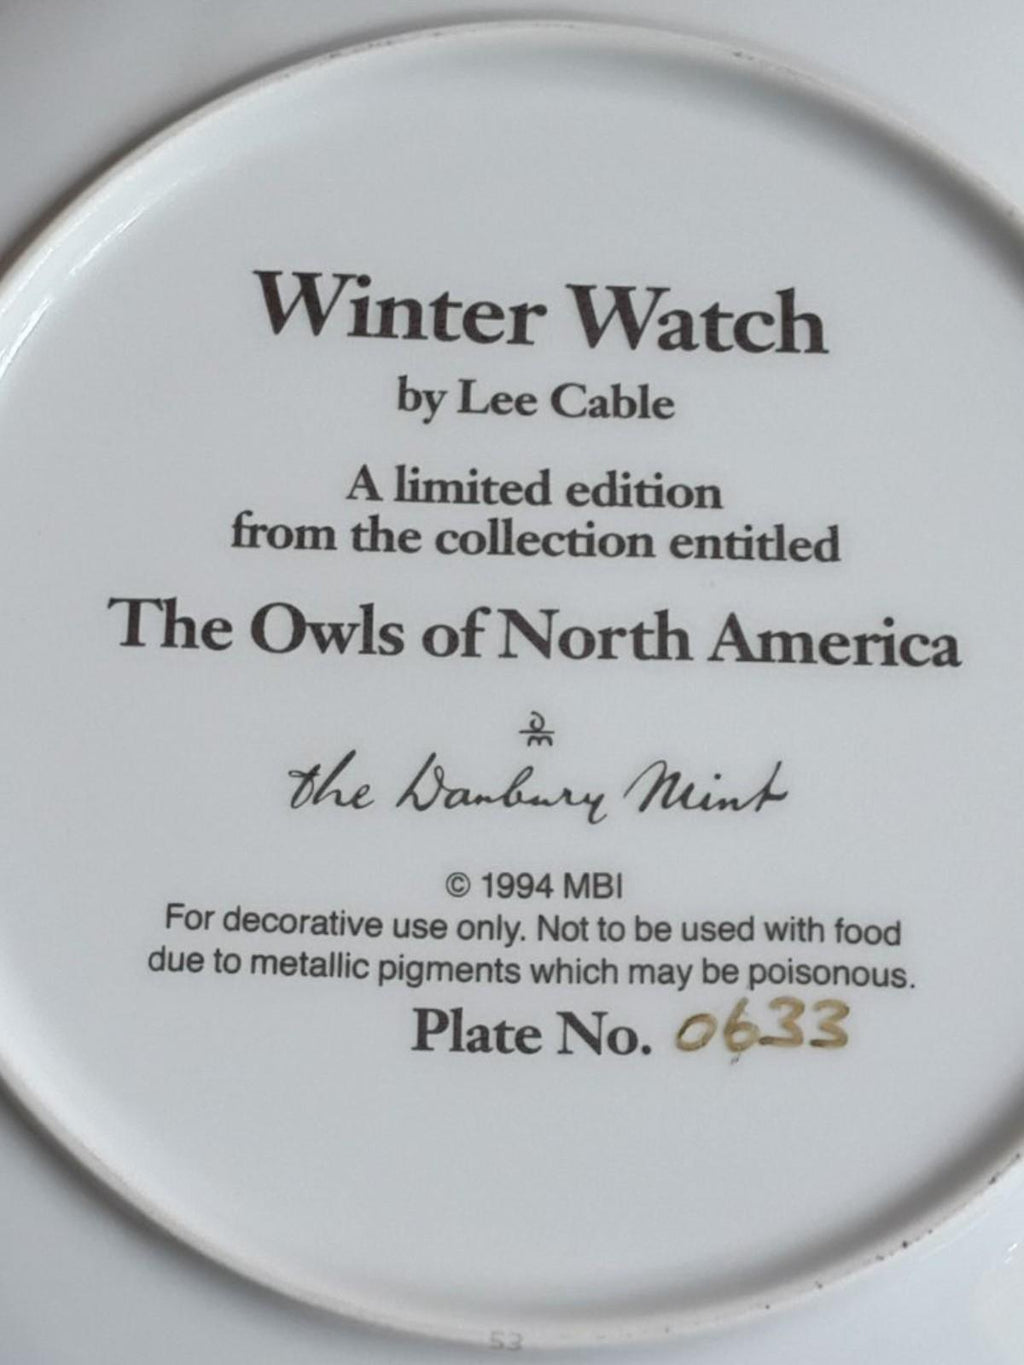 Winter Watch
by Lee Cable
A limited edition
from the collection entitled
The Owls of North America
the Danbury Mint
© 1994 MBI
For decorative use only. Not to be used with food
due to metallic pigments which may be poisonous.
Plate No. 0633
53